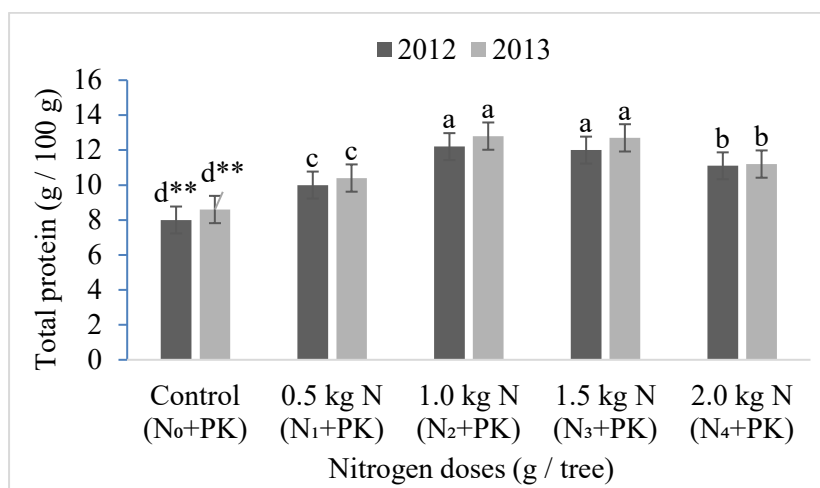 2012 2013
16
14
12
10
8
6
4
2
0
Total protein (g / 100 g)
d** d** c c a a a a b b
Control 0.5 kg N 1.0 kg N 1.5 kg N 2.0 kg N
(N₀+PK) (N₁+PK) (N₂+PK) (N₃+PK) (N₄+PK)
Nitrogen doses (g / tree)